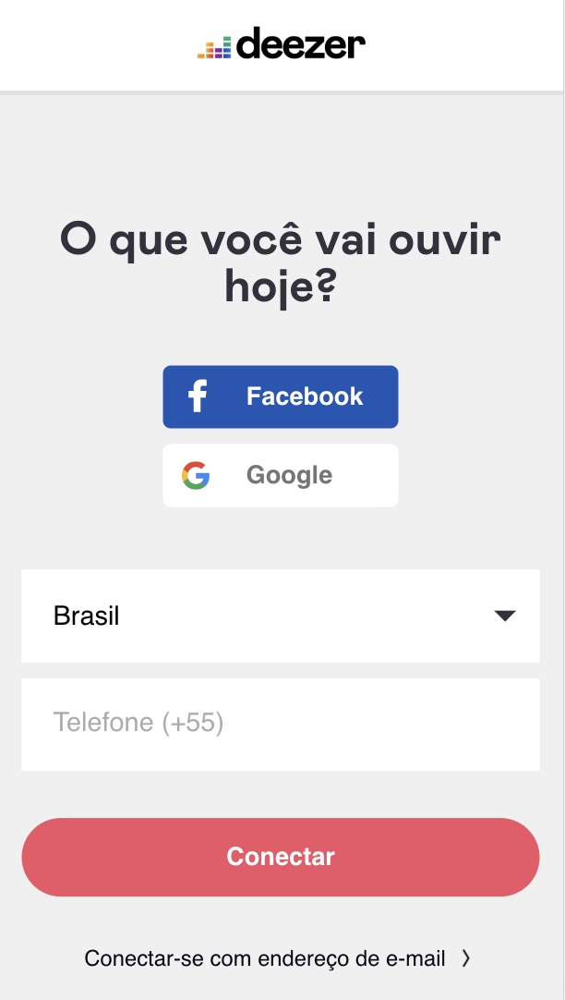 deezer
O que você vai ouvir
hoje?
Facebook
Google
Brasil
Telefone (+55)
Conectar
Conectar-se com endereço de e-mail